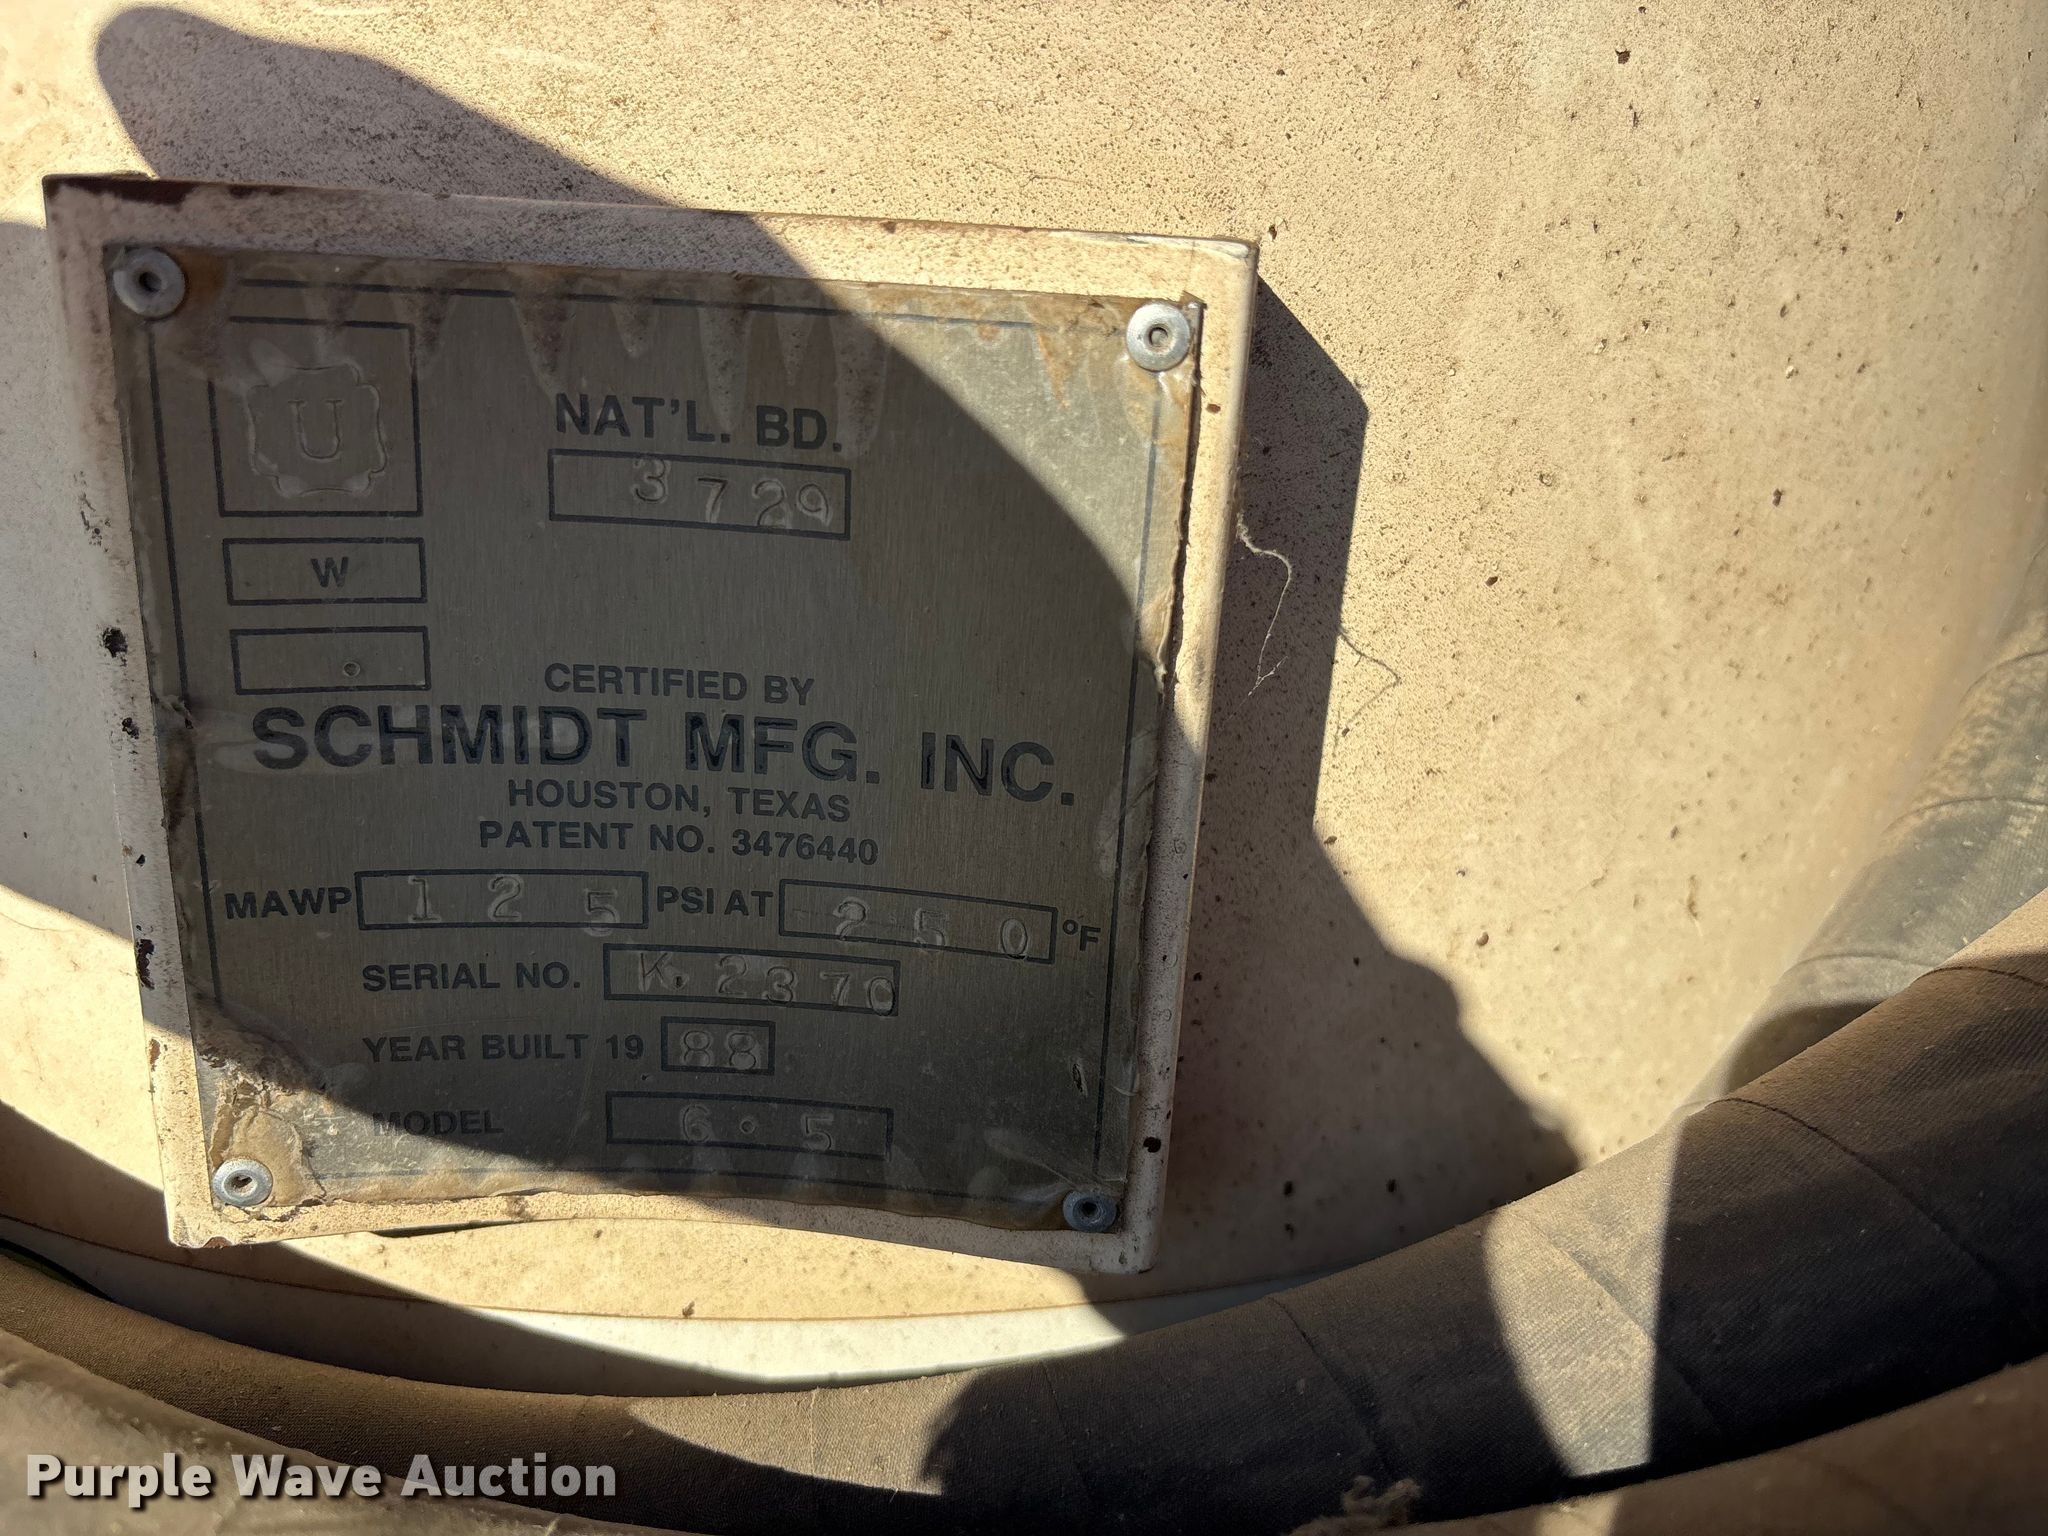 U
NAT'L. BD.
3729
W
CERTIFIED BY
SCHMIDT MFG. INC.
HOUSTON, TEXAS
PATENT NO. 3476440
MAWP 125 PSI AT 250 °F
SERIAL NO. K. 2370
YEAR BUILT 19 88
MODEL 6.5
Purple Wave Auction